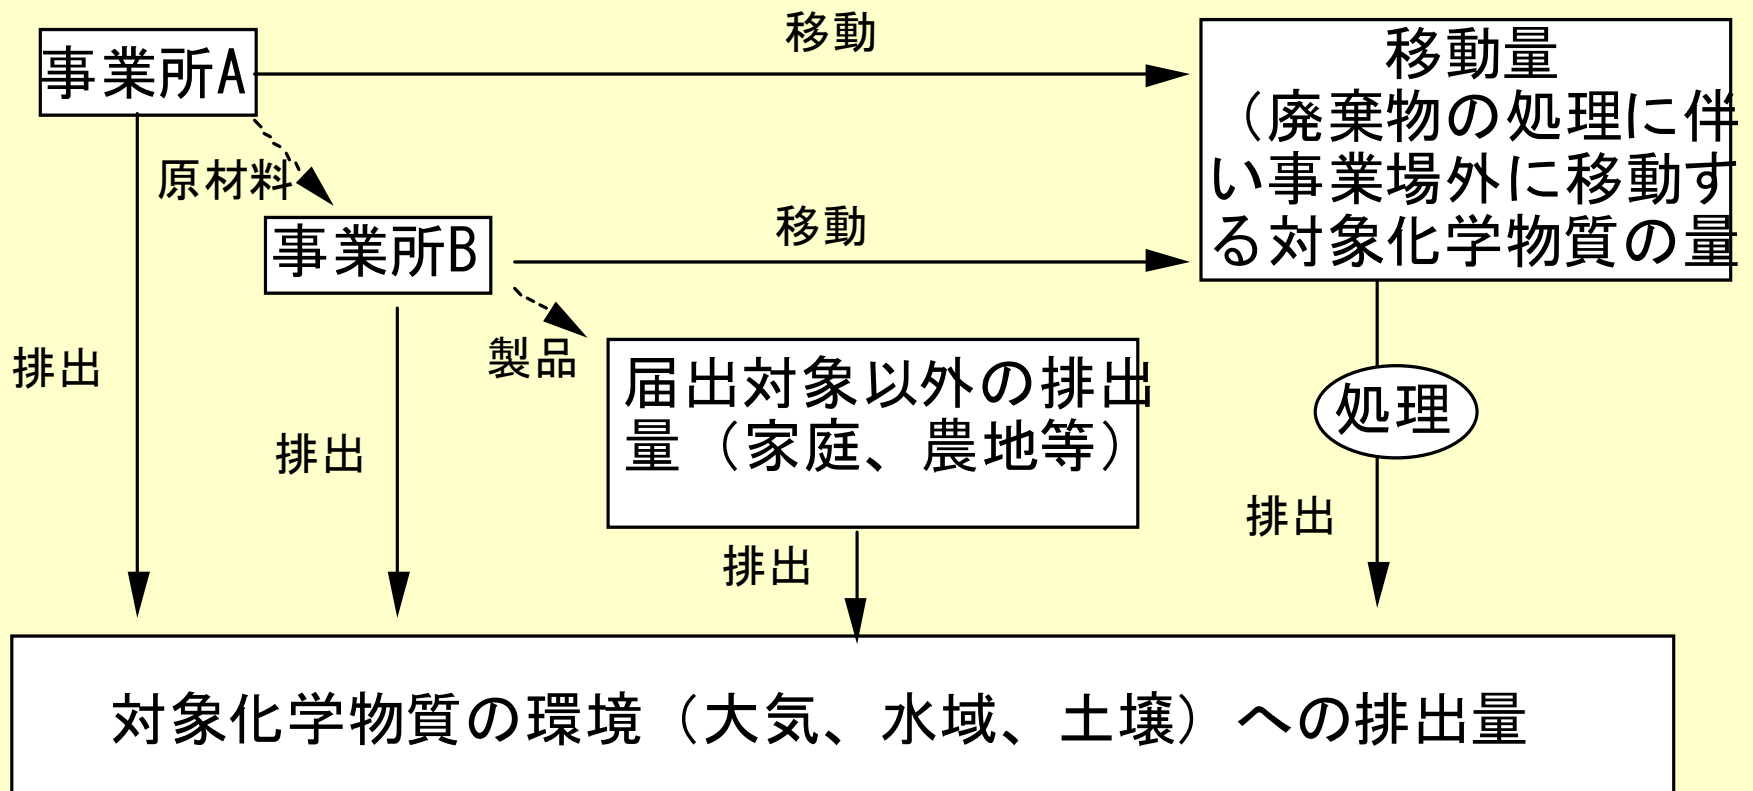 移動
事業所A
移動量
（廃棄物の処理に伴
い事業場外に移動す
る対象化学物質の量
原材料
移動
事業所B
製品
届出対象以外の排出
量（家庭、農地等）
処理
排出
排出
排出
排出
対象化学物質の環境（大気、水域、土壌）への排出量